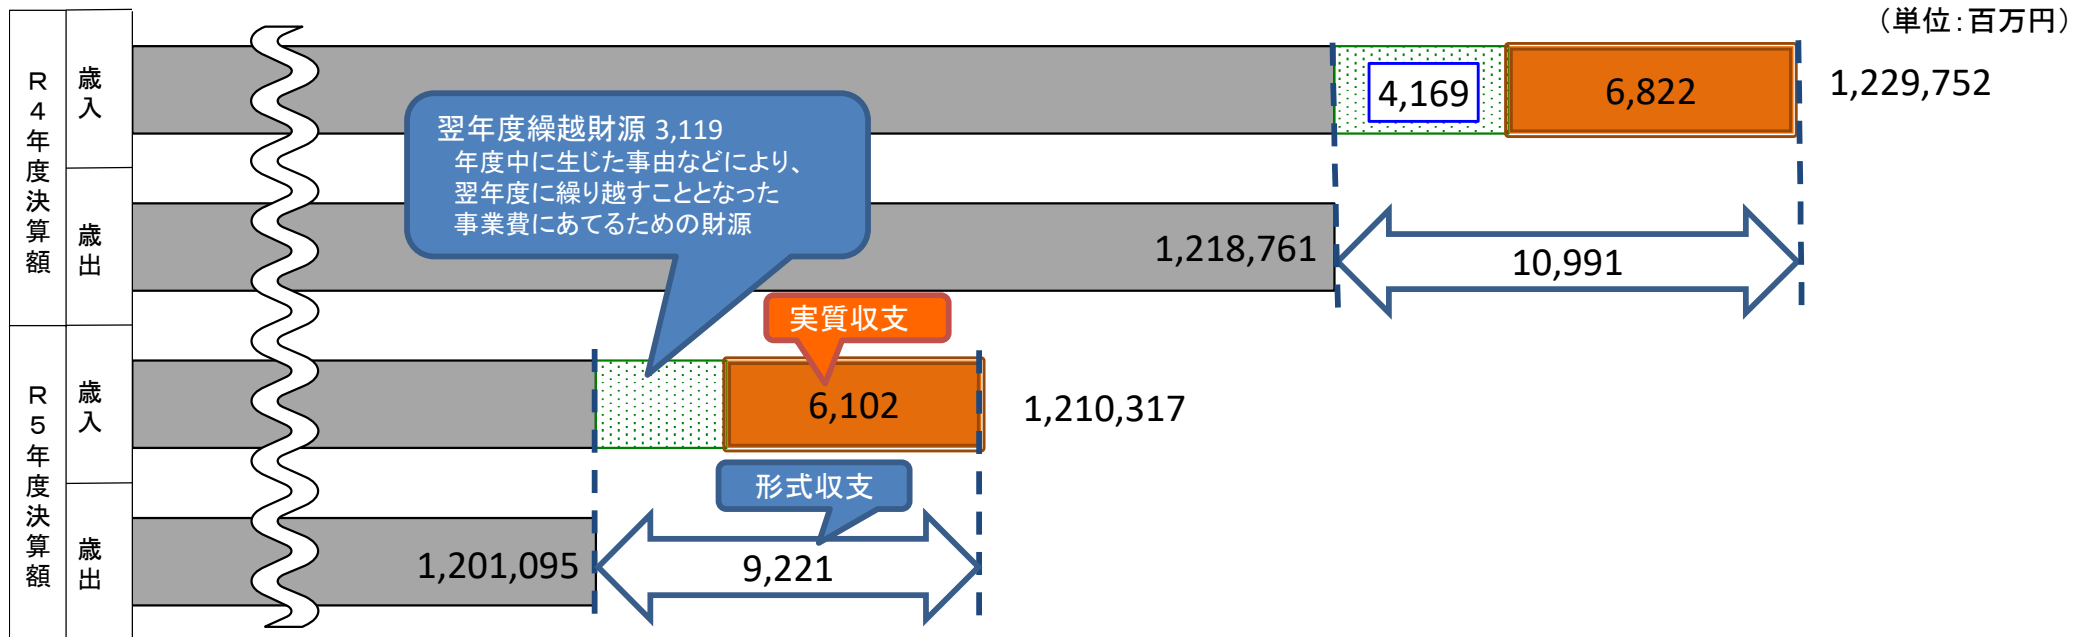 （単位：百万円）
R4年度決算額
歳入
4,169
6,822
1,229,752
翌年度繰越財源 3,119
年度中に生じた事由などにより、
翌年度に繰り越すこととなった
事業費にあてるための財源
歳出
1,218,761
10,991
R5年度決算額
歳入
実質収支
6,102
1,210,317
歳出
形式収支
1,201,095
9,221